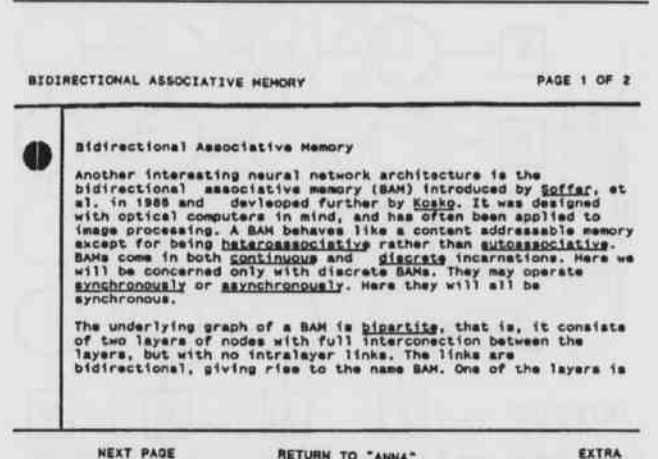 BIDIRECTIONAL ASSOCIATIVE MEMORY PAGE 1 OF 2
Bidirectional Associative Memory
Another interesting neural network architecture is the
bidirectional associative memory (BAM) introduced by Soffar, et
al. in 1986 and devleoped further by Kosko. It was designed
with optical computers in mind, and has often been applied to
image processing. A BAM behaves like a content addressable memory
except for being heteroassociative rather than autoassociative.
BAMs come in both continuous and discrete incarnations. Here we
will be concerned only with discrete BAMs. They may operate
synchronously or asynchronously. Here they will all be
synchronous.
The underlying graph of a BAM is bipartite, that is, it consists
of two layers of nodes with full interconection between the
layers, but with no intralayer links. The links are
bidirectional, giving rise to the name BAM. One of the layers is
NEXT PAGE RETURN TO "ANNA" EXTRA